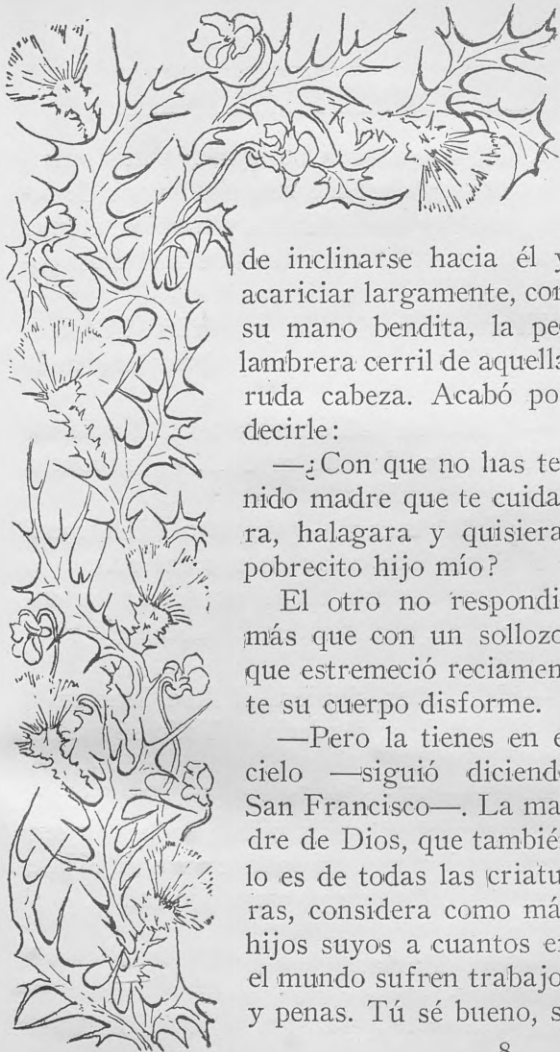 de inclinarse hacia él y
acariciar largamente, con
su mano bendita, la pe
lambrera cerril de aquella
ruda cabeza. Acabó po
decirle:
—¿Con que no has te
nido madre que te cuida
ra, halagara y quisiera
pobrecito hijo mío?
El otro no respondi
más que con un sollozo
que estremeció reciamen
te su cuerpo disforme.
—Pero la tienes en e
cielo —siguió diciend
San Francisco—. La ma
dre de Dios, que tambié
lo es de todas las criatu
ras, considera como má
hijos suyos a cuantos e
el mundo sufren trabajo
y penas. Tú sé bueno, s
8